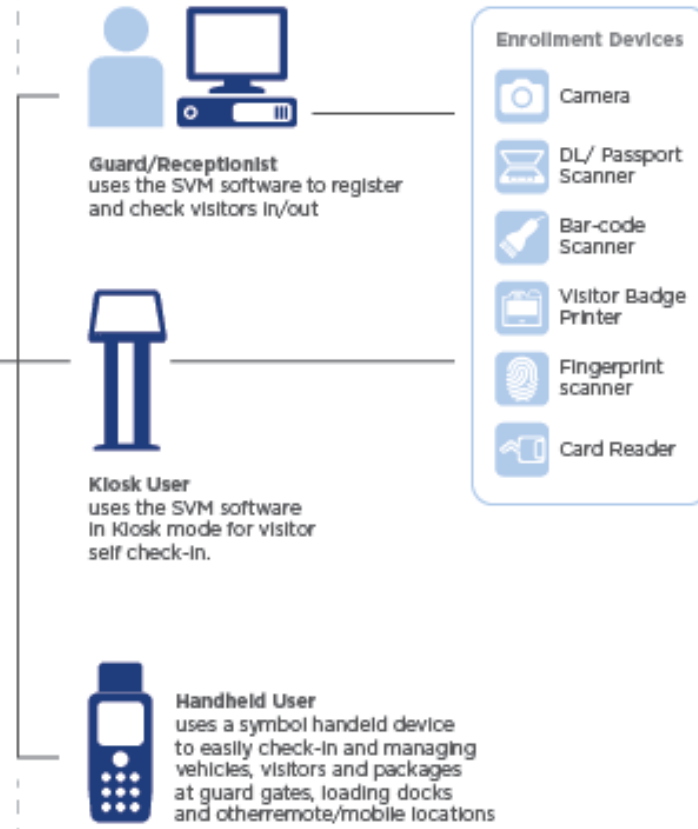 Guard/Receptionist
uses the SVM software to register
and check visitors in/out
Enrollment Devices
Camera
DL/ Passport
Scanner
Bar-code
Scanner
Visitor Badge
Printer
Fingerprint
scanner
Card Reader
Kiosk User
uses the SVM software
in Kiosk mode for visitor
self check-in.
Handheld User
uses a symbol handeld device
to easily check-in and managing
vehicles, visitors and packages
at guard gates, loading docks
and otherremote/mobile locations